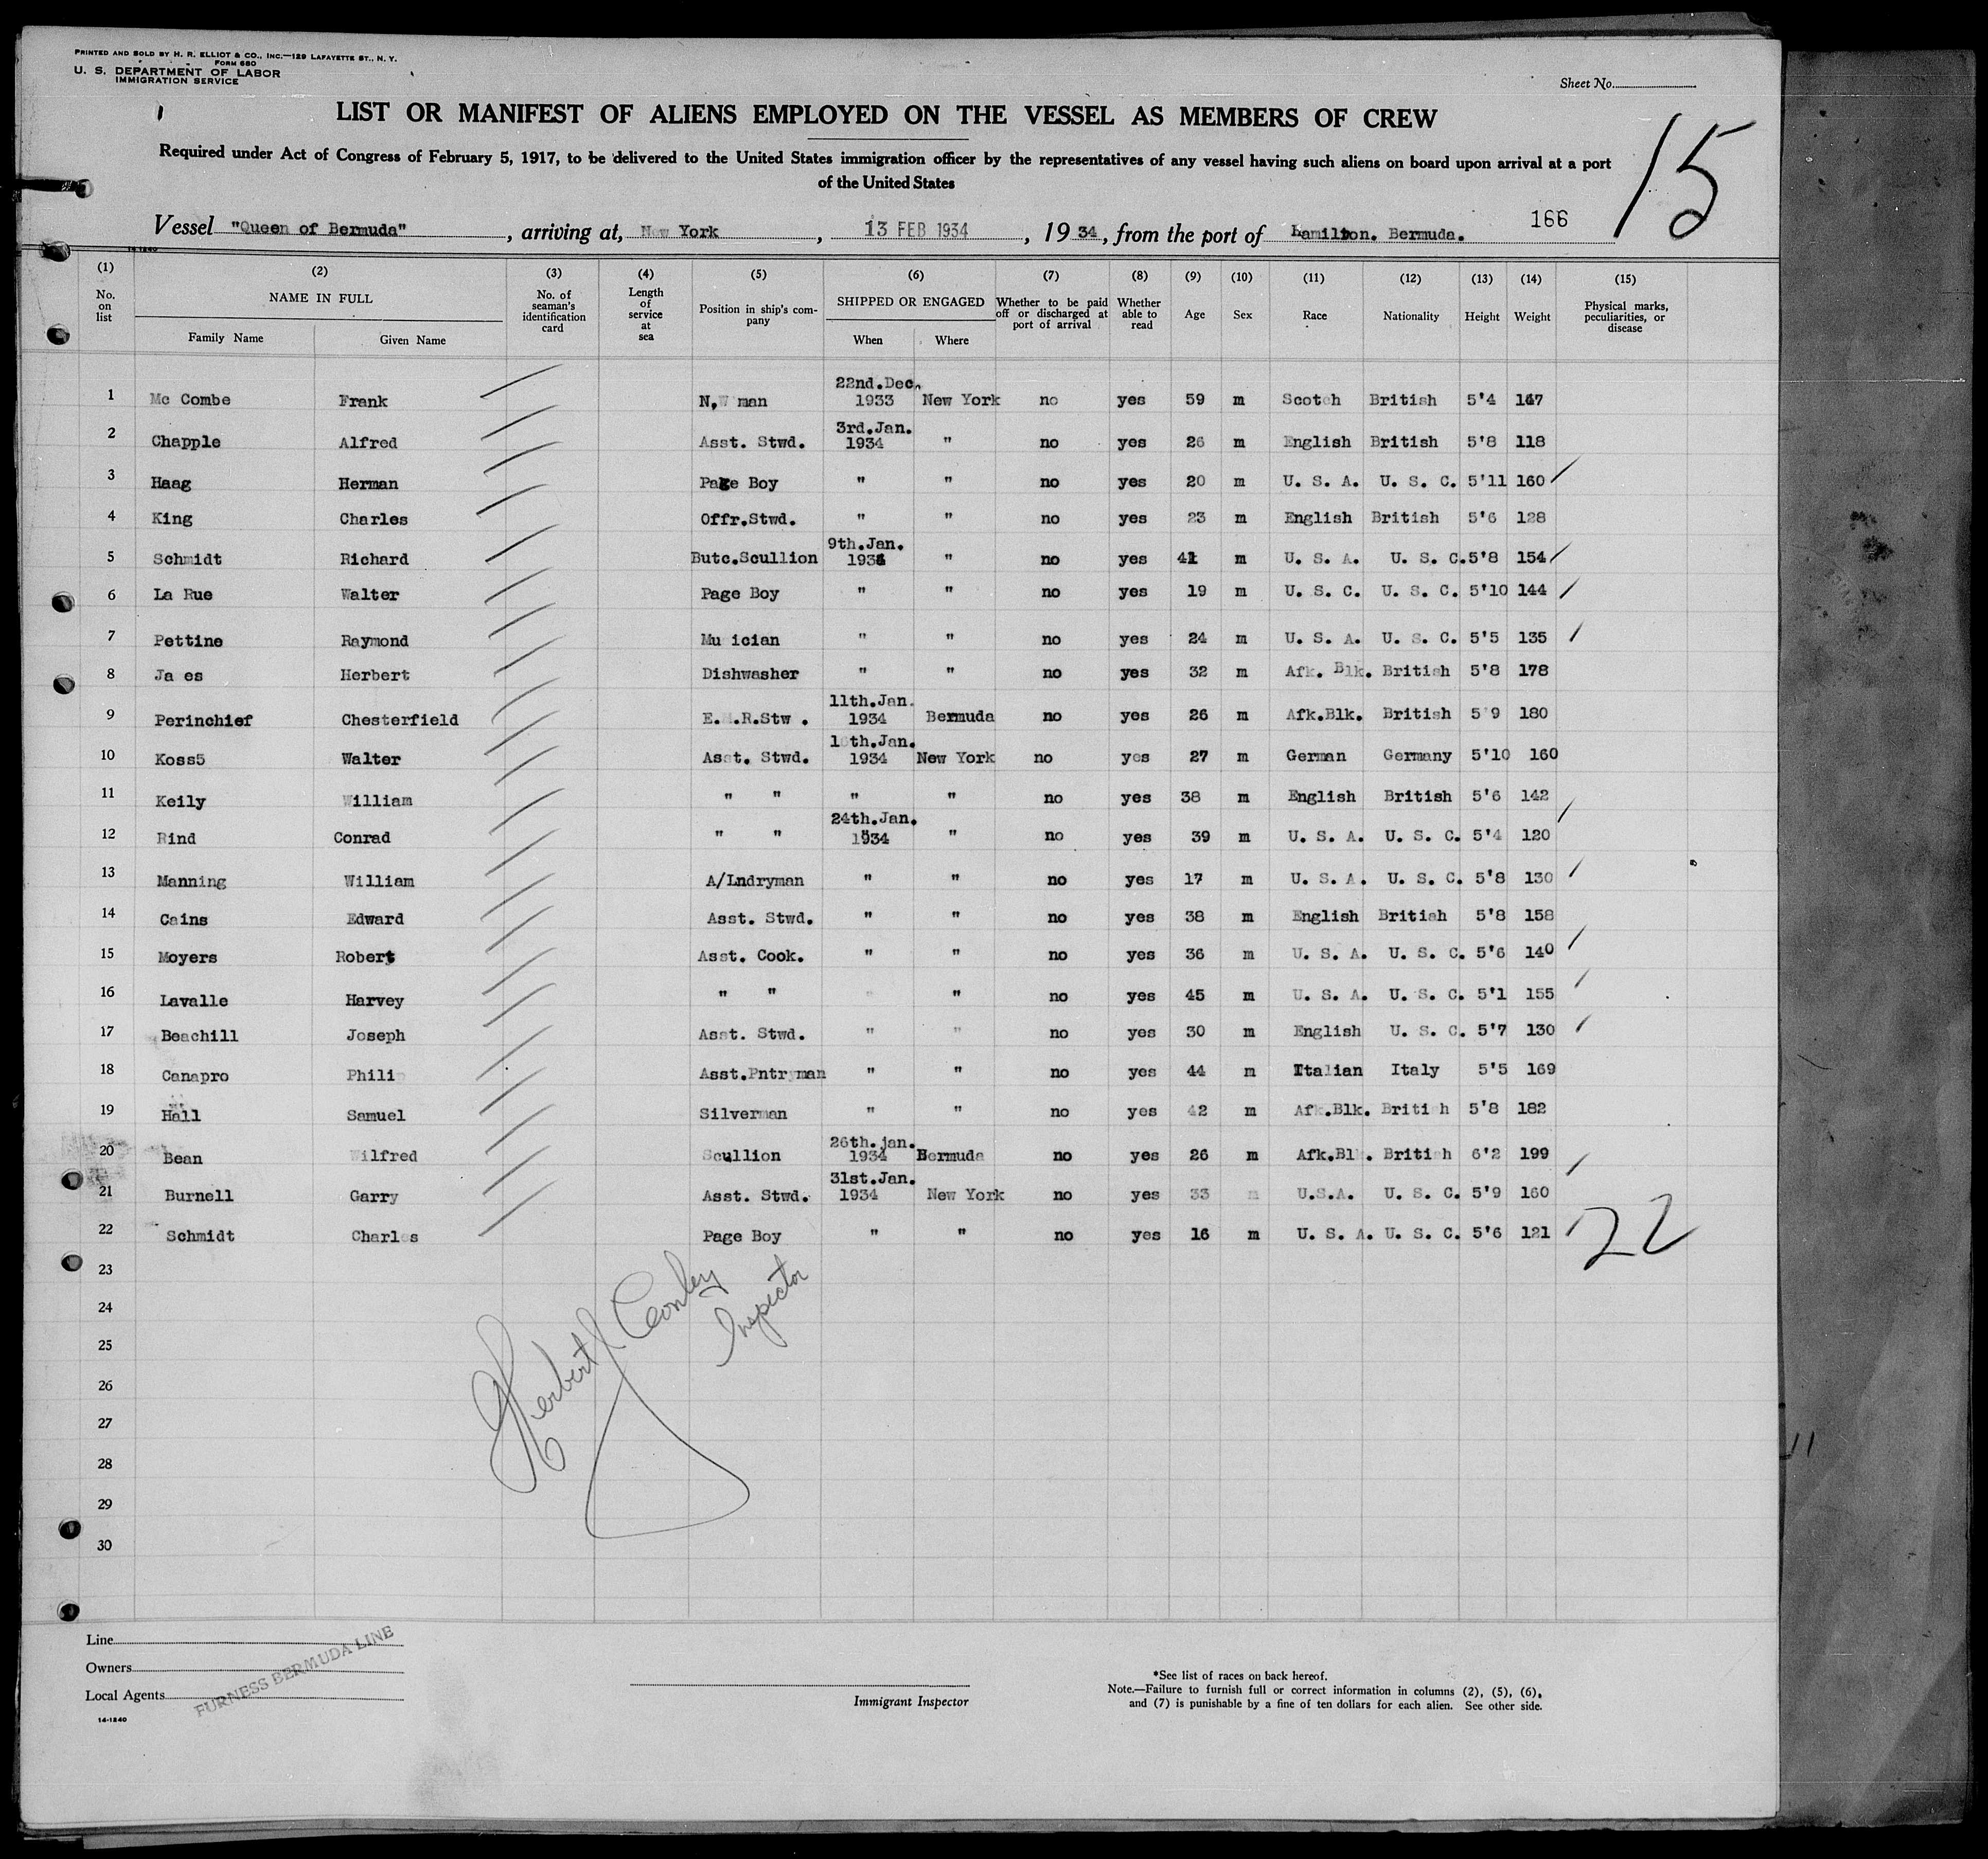 PRINTED AND SOLD BY H. R. ELLIOT & CO., INC.—129 LAFAYETTE ST., N. Y.
FORM 680
U. S. DEPARTMENT OF LABOR
IMMIGRATION SERVICE
Sheet No.
LIST OR MANIFEST OF ALIENS EMPLOYED ON THE VESSEL AS MEMBERS OF CREW
15
Required under Act of Congress of February 5, 1917, to be delivered to the United States immigration officer by the representatives of any vessel having such aliens on board upon arrival at a port
of the United States
166
Vessel "Queen of Bermuda", arriving at, New York, 13 FEB 1934, 1934, from the port of Hamilton. Bermuda.
14-1240
(1) (2) (3) (4) (5) (6) (7) (8) (9) (10) (11) (12) (13) (14) (15)
No. on list NAME IN FULL Family Name Given Name No. of seaman's identification card Length of service at sea Position in ship's company SHIPPED OR ENGAGED When Where Whether to be paid off or discharged at port of arrival Whether able to read Age Sex Race Nationality Height Weight Physical marks, peculiarities, or disease
22nd.Dec.
1 Mc Combe Frank N,W man 1933 New York no yes 59 m Scotch British 5'4 147
3rd.Jan.
2 Chapple Alfred Asst. Stwd. 1934 " no yes 26 m English British 5'8 118
3 Haag Herman Page Boy " " no yes 20 m U. S. A. U. S. C. 5'11 160
4 King Charles Offr.Stwd. " " no yes 23 m English British 5'6 128
9th.Jan.
5 Schmidt Richard Butc.Scullion 1934 " no yes 41 m U. S. A. U. S. C. 5'8 154
6 La Rue Walter Page Boy " " no yes 19 m U. S. C. U. S. C. 5'10 144
7 Pettine Raymond Mu ician " " no yes 24 m U. S. A. U. S. C. 5'5 135
8 Ja es Herbert Dishwasher " " no yes 32 m Afk. Blk. British 5'8 178
11th.Jan.
9 Perinchief Chesterfield E. .R.Stw . 1934 Bermuda no yes 26 m Afk.Blk. British 5 9 180
1 th.Jan.
10 Koss5 Walter Asst. Stwd. 1934 New York no yes 27 m German Germany 5'10 160
11 Keily William " " " " no yes 38 m English British 5'6 142
24th.Jan.
12 Rind Conrad " " 1934 " no yes 39 m U. S. A. U. S. C. 5'4 120
13 Manning William A/Lndryman " " no yes 17 m U. S. A. U. S. C. 5'8 130
14 Cains Edward Asst. Stwd. " " no yes 38 m English British 5'8 158
15 Moyers Robert Asst. Cook. " " no yes 36 m U. S. A. U. S. C. 5'6 140
16 Lavalle Harvey " " " " no yes 45 m U. S. A. U. S. C. 5'1 155
17 Beachill Joseph Asst. Stwd. " " no yes 30 m English U. S. C. 5'7 130
18 Canapro Phili Asst.Pntryman " " no yes 44 m Italian Italy 5'5 169
19 Hall Samuel Silverman " " no yes 42 m Afk.Blk. Briti h 5'8 182
26th.jan.
20 Bean Wilfred Scullion 1934 Bermuda no yes 26 m Afk.Bl . Briti h 6'2 199
31st.Jan.
21 Burnell Garry Asst. Stwd. 1934 New York no yes 33 m U.S.A. U. S. C. 5'9 160
22 Schmidt Charles Page Boy " " no yes 16 m U. S. A. U. S. C. 5'6 121
22
23
24
25
26
27
28
29
30
Herbert J. Conley
Inspector
Line
Owners
Local Agents
FURNESS BERMUDA LINE
14-1240
Immigrant Inspector
*See list of races on back hereof.
Note.—Failure to furnish full or correct information in columns (2), (5), (6),
and (7) is punishable by a fine of ten dollars for each alien. See other side.